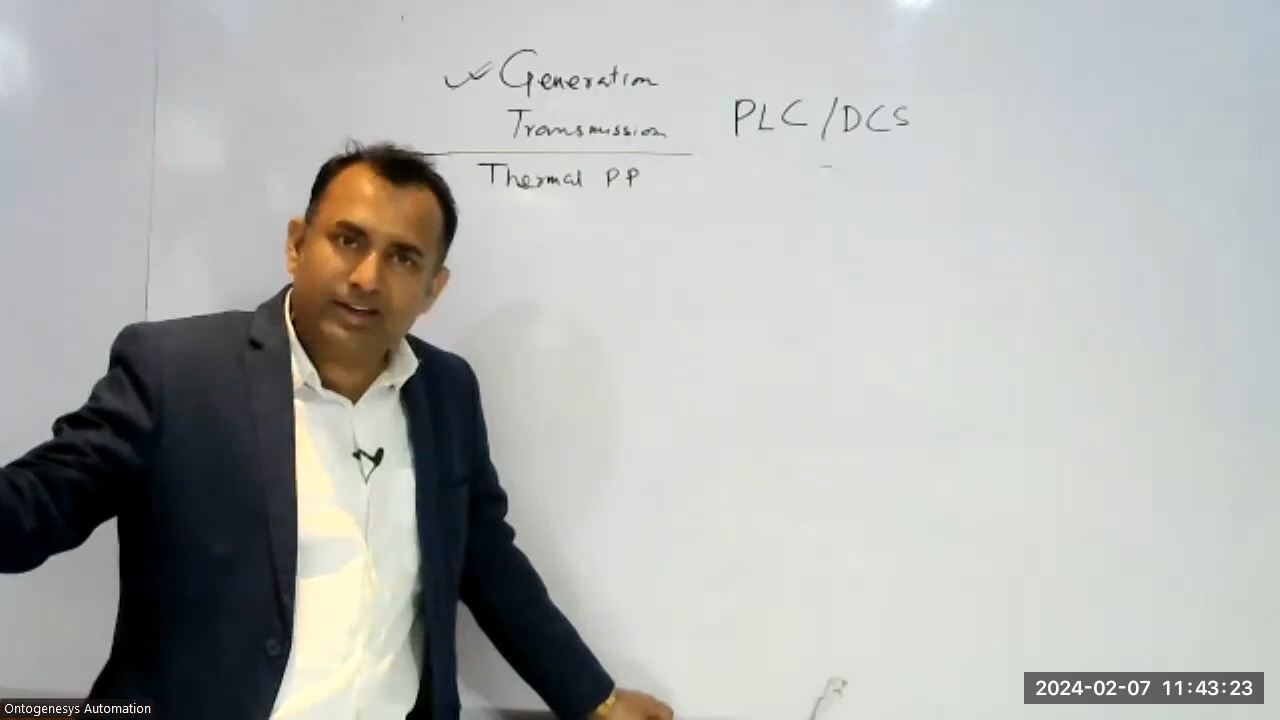 ✓ Generation
Transmission
PLC / DCS
Thermal PP
Ontogenesys Automation
2024-02-07 11:43:23